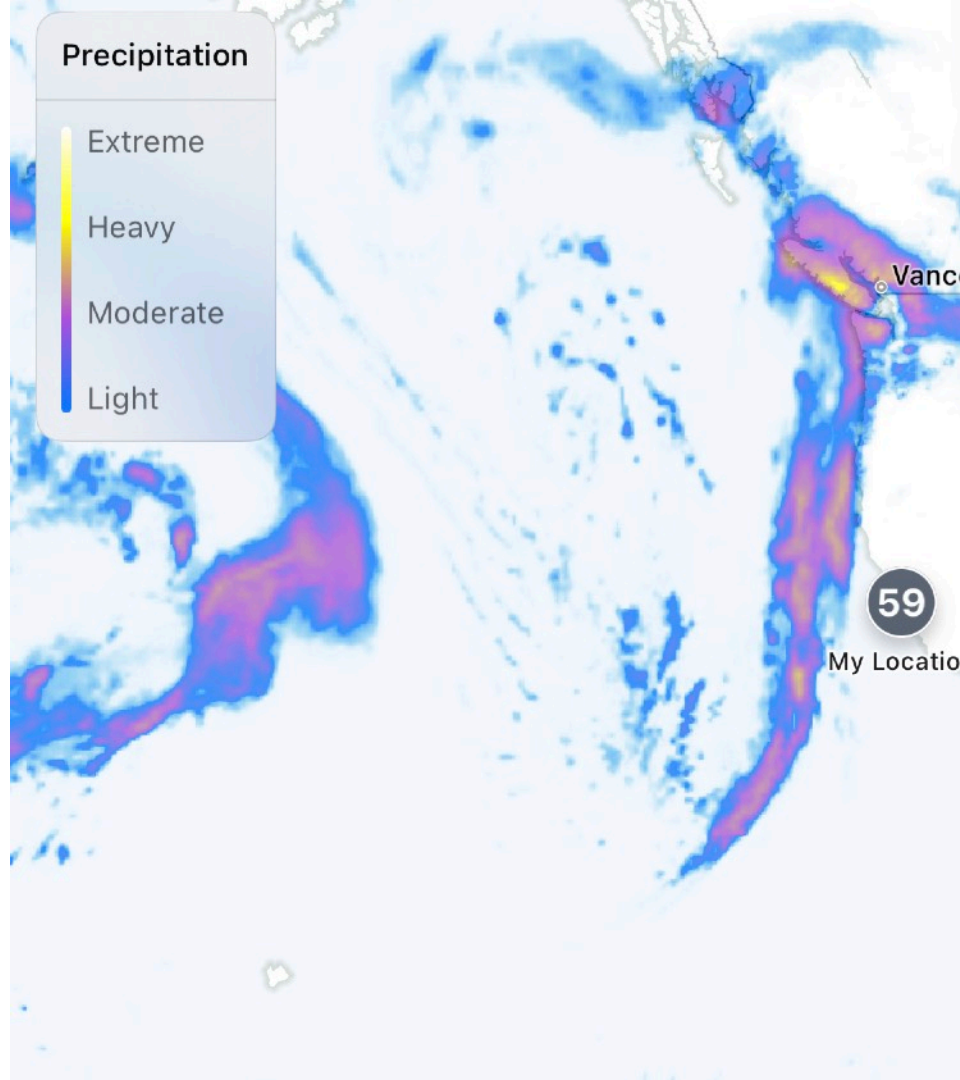 Precipitation
Extreme
Heavy
Moderate
Light
Vanc
59
My Locatio